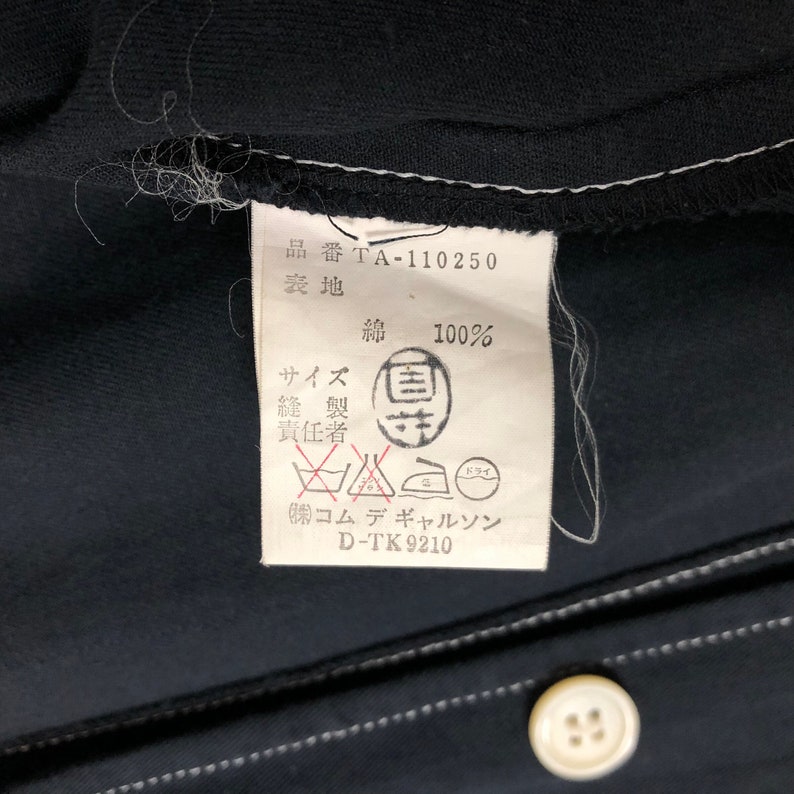 品番 TA-110250
表地
綿 100%
サイズ
縫製
責任者
ドライ
㈱コム デ ギャルソン
D-TK9210